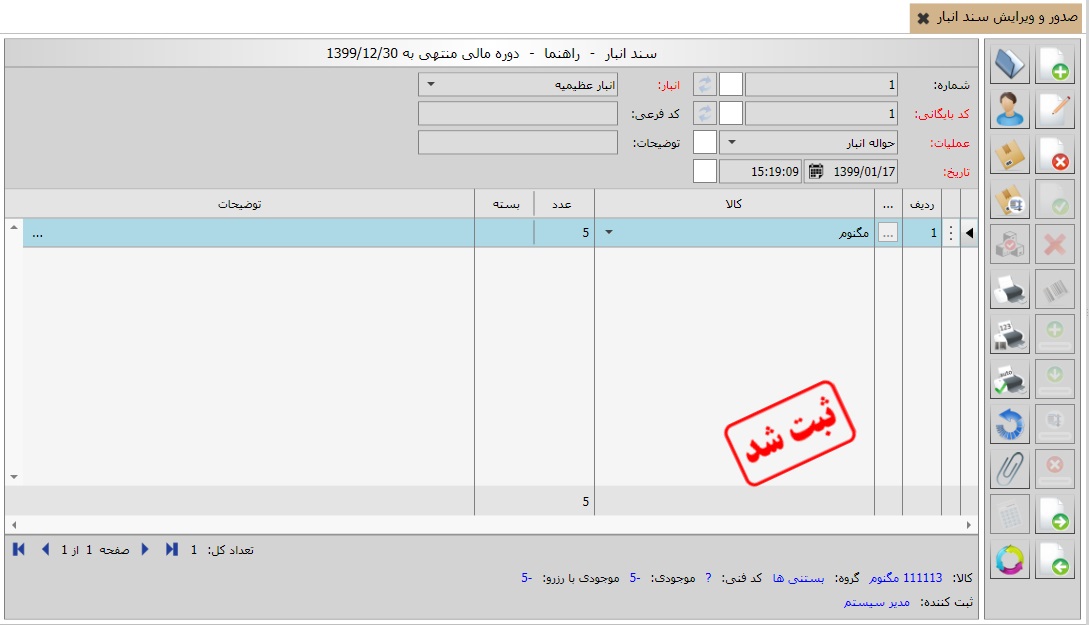 صدور و ویرایش سند انبار
سند انبار - راهنما - دوره مالی منتهی به 1399/12/30
شماره: 1 انبار: انبار عظیمیه
کد بایگانی: 1 کد فرعی:
عملیات: حواله انبار توضیحات:
تاریخ: 1399/01/17 15:19:09
ردیف ... کالا عدد بسته توضیحات
1 ... مگنوم 5 ...
ثبت شد
5
تعداد کل: 1 صفحه 1 از 1
کالا: 111113 مگنوم گروه: بستنی ها کد فنی: ? موجودی: -5 موجودی با رزرو: -5
ثبت کننده: مدیر سیستم
123
auto